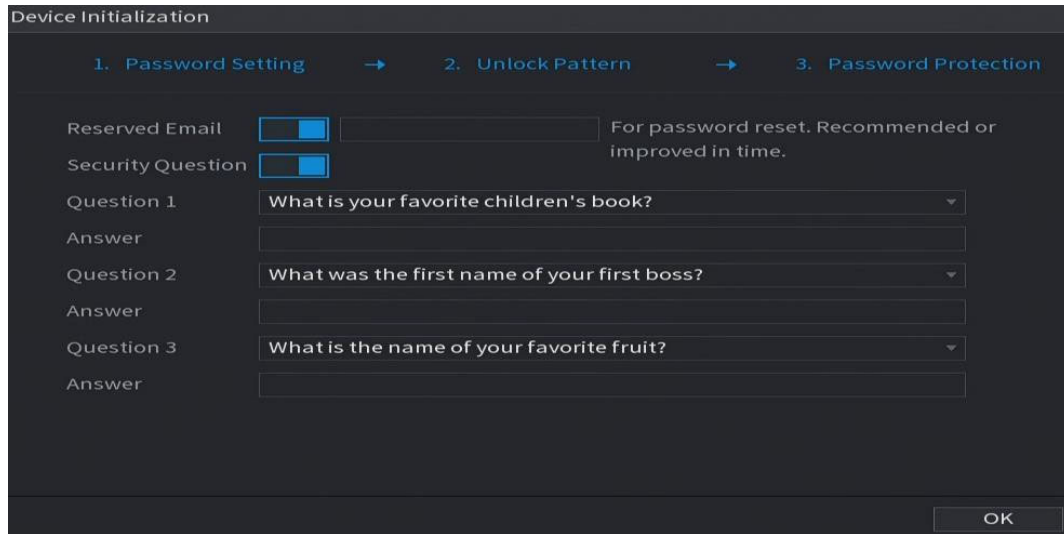 Device Initialization
1. Password Setting → 2. Unlock Pattern → 3. Password Protection
Reserved Email For password reset. Recommended or
improved in time.
Security Question
Question 1 What is your favorite children's book?
Answer
Question 2 What was the first name of your first boss?
Answer
Question 3 What is the name of your favorite fruit?
Answer
OK